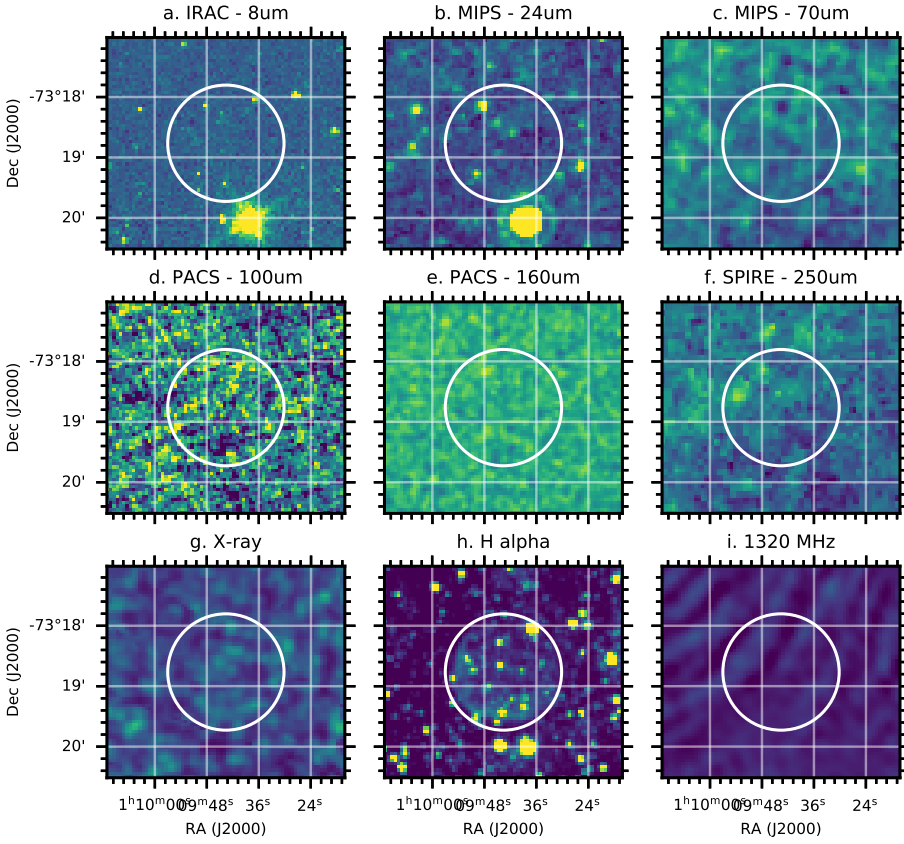 a. IRAC - 8um b. MIPS - 24um c. MIPS - 70um
Dec (J2000)
-73°18'
19'
20'
d. PACS - 100um e. PACS - 160um f. SPIRE - 250um
Dec (J2000)
-73°18'
19'
20'
g. X-ray h. H alpha i. 1320 MHz
Dec (J2000)
-73°18'
19'
20'
1h10m00s 09m48s 36s 24s 1h10m00s 09m48s 36s 24s 1h10m00s 09m48s 36s 24s
RA (J2000) RA (J2000) RA (J2000)